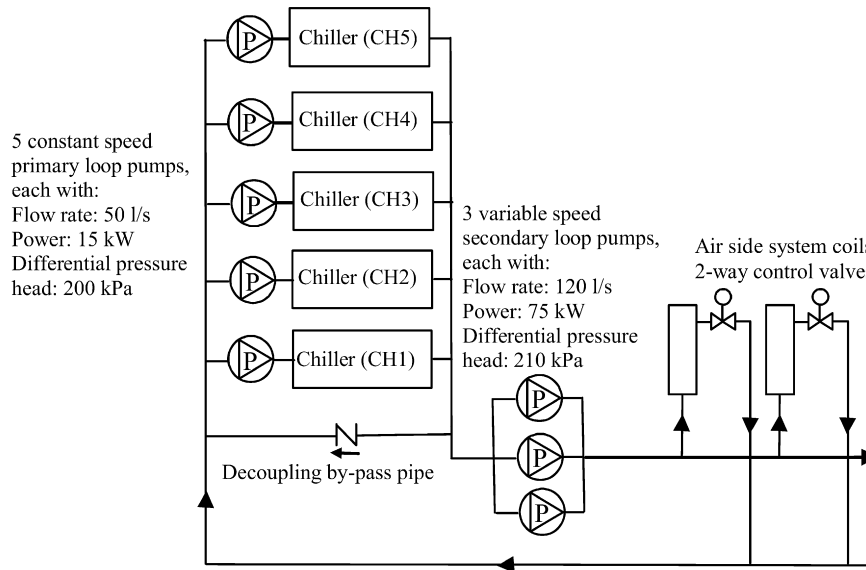 Chiller (CH5)
P
Chiller (CH4)
P
5 constant speed
primary loop pumps,
each with:
Flow rate: 50 l/s
Power: 15 kW
Differential pressure
head: 200 kPa
Chiller (CH3)
P
Chiller (CH2)
P
Chiller (CH1)
P
3 variable speed
secondary loop pumps,
each with:
Flow rate: 120 l/s
Power: 75 kW
Differential pressure
head: 210 kPa
Air side system coils
2-way control valve
P
P
P
Decoupling by-pass pipe